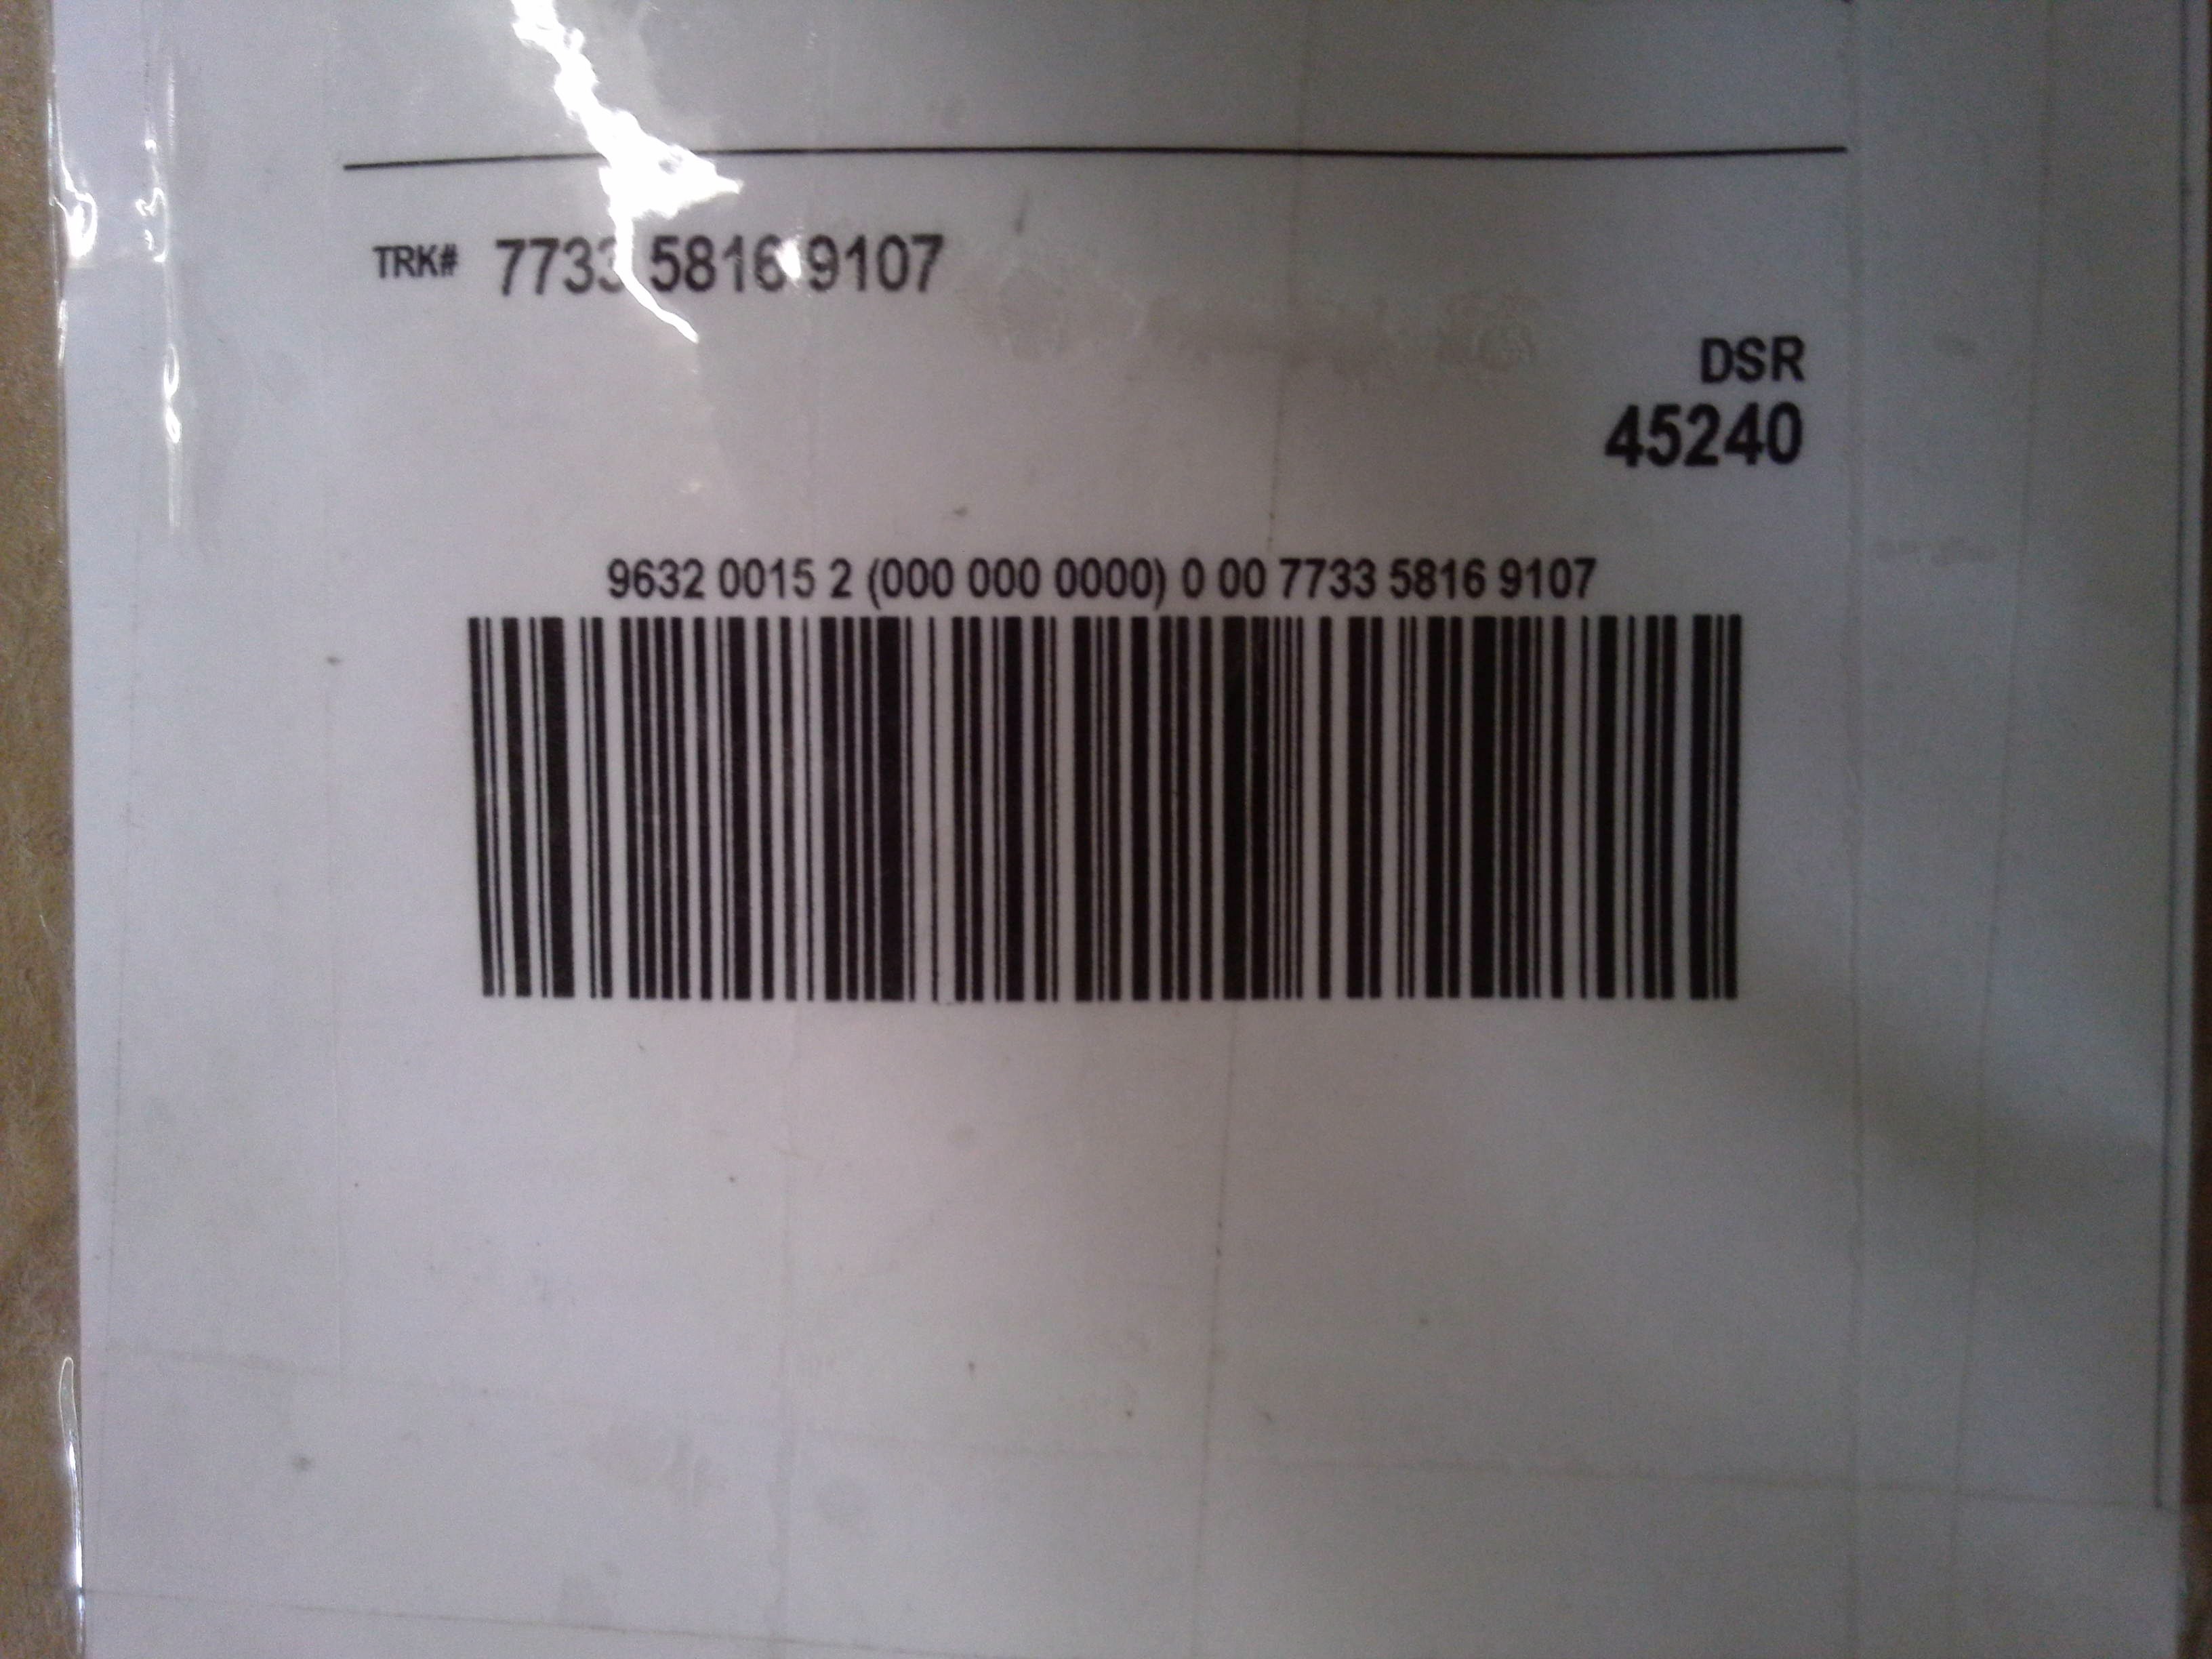 TRK# 7733 5816 9107
DSR
45240
9632 0015 2 (000 000 0000) 0 00 7733 5816 9107